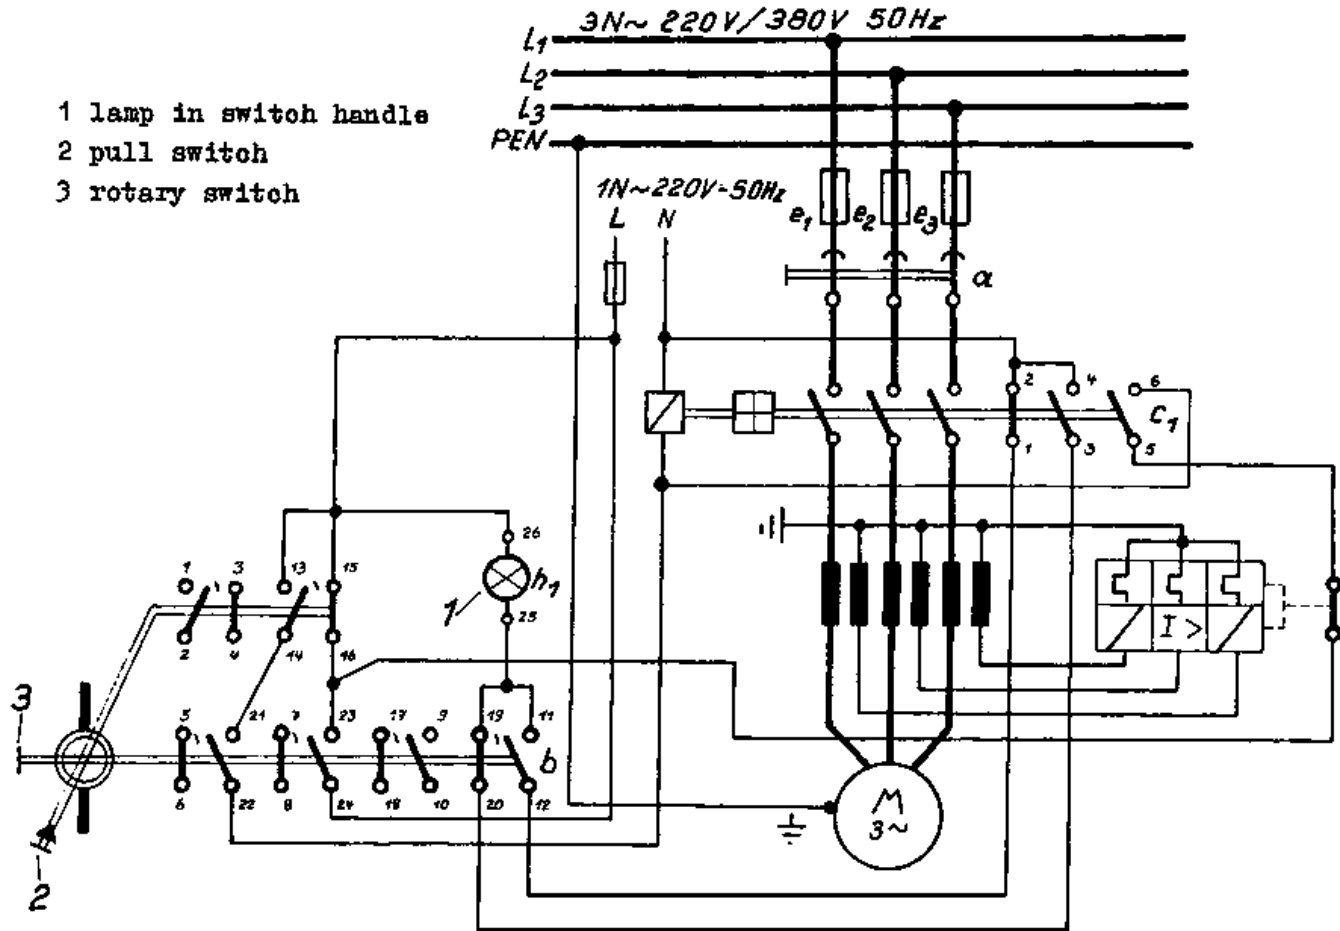 3N~ 220V/380V 50Hz
L1
L2
L3
PEN
1 lamp in switch handle
2 pull switch
3 rotary switch
1N~220V-50Hz
L N
e1 e2 e3
a
2 4 6
C1
1 3 5
26
h1
1
25
1 3 13 15
2 4 14 16
I >
3
5 21 7 23 17 9 19 11
b
6 22 8 24 18 10 20 12
M
3~
2